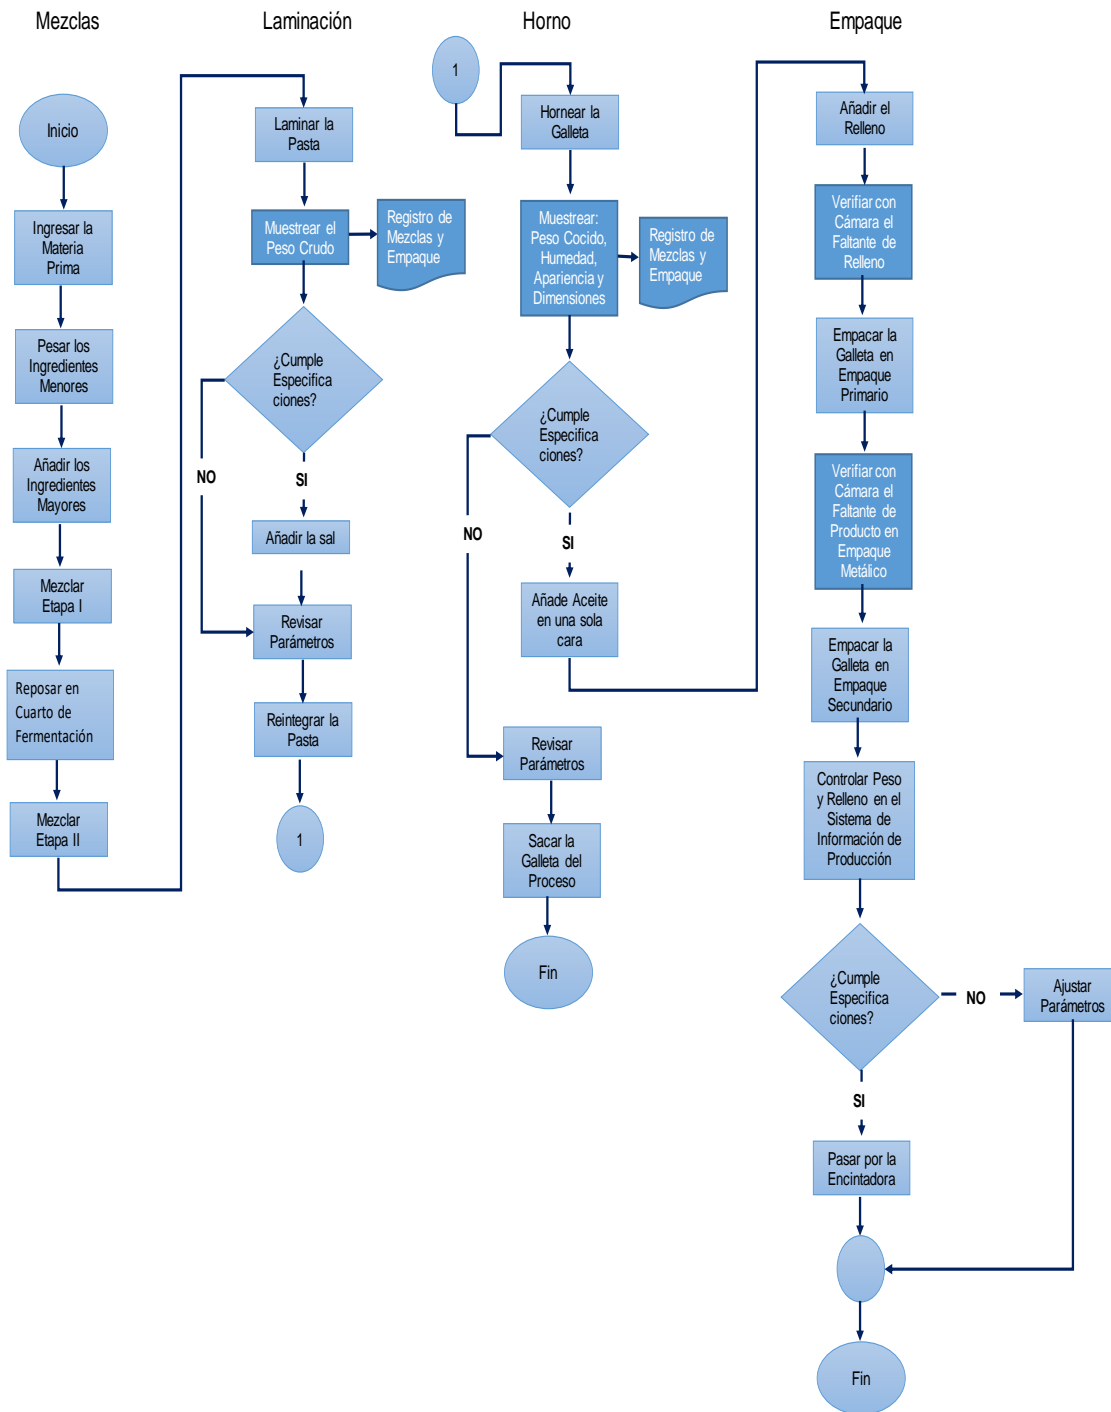 Mezclas
Inicio
Ingresar la
Materia
Prima
Pesar los
Ingredientes
Menores
Añadir los
Ingredientes
Mayores
Mezclar
Etapa I
Reposar en
Cuarto de
Fermentación
Mezclar
Etapa II
Laminación
Laminar la
Pasta
Muestrear el
Peso Crudo
Registro de
Mezclas y
Empaque
¿Cumple
Especifica
ciones?
NO
SI
Añadir la sal
Revisar
Parámetros
Reintegrar la
Pasta
1
Horno
1
Hornear la
Galleta
Muestrear:
Peso Cocido,
Humedad,
Apariencia y
Dimensiones
Registro de
Mezclas y
Empaque
¿Cumple
Especifica
ciones?
NO
SI
Añade Aceite
en una sola
cara
Revisar
Parámetros
Sacar la
Galleta del
Proceso
Fin
Empaque
Añadir el
Relleno
Verifiar con
Cámara el
Faltante de
Relleno
Empacar la
Galleta en
Empaque
Primario
Verifiar con
Cámara el
Faltante de
Producto en
Empaque
Metálico
Empacar la
Galleta en
Empaque
Secundario
Controlar Peso
y Relleno en el
Sistema de
Información de
Producción
¿Cumple
Especifica
ciones?
NO
Ajustar
Parámetros
SI
Pasar por la
Encintadora
Fin